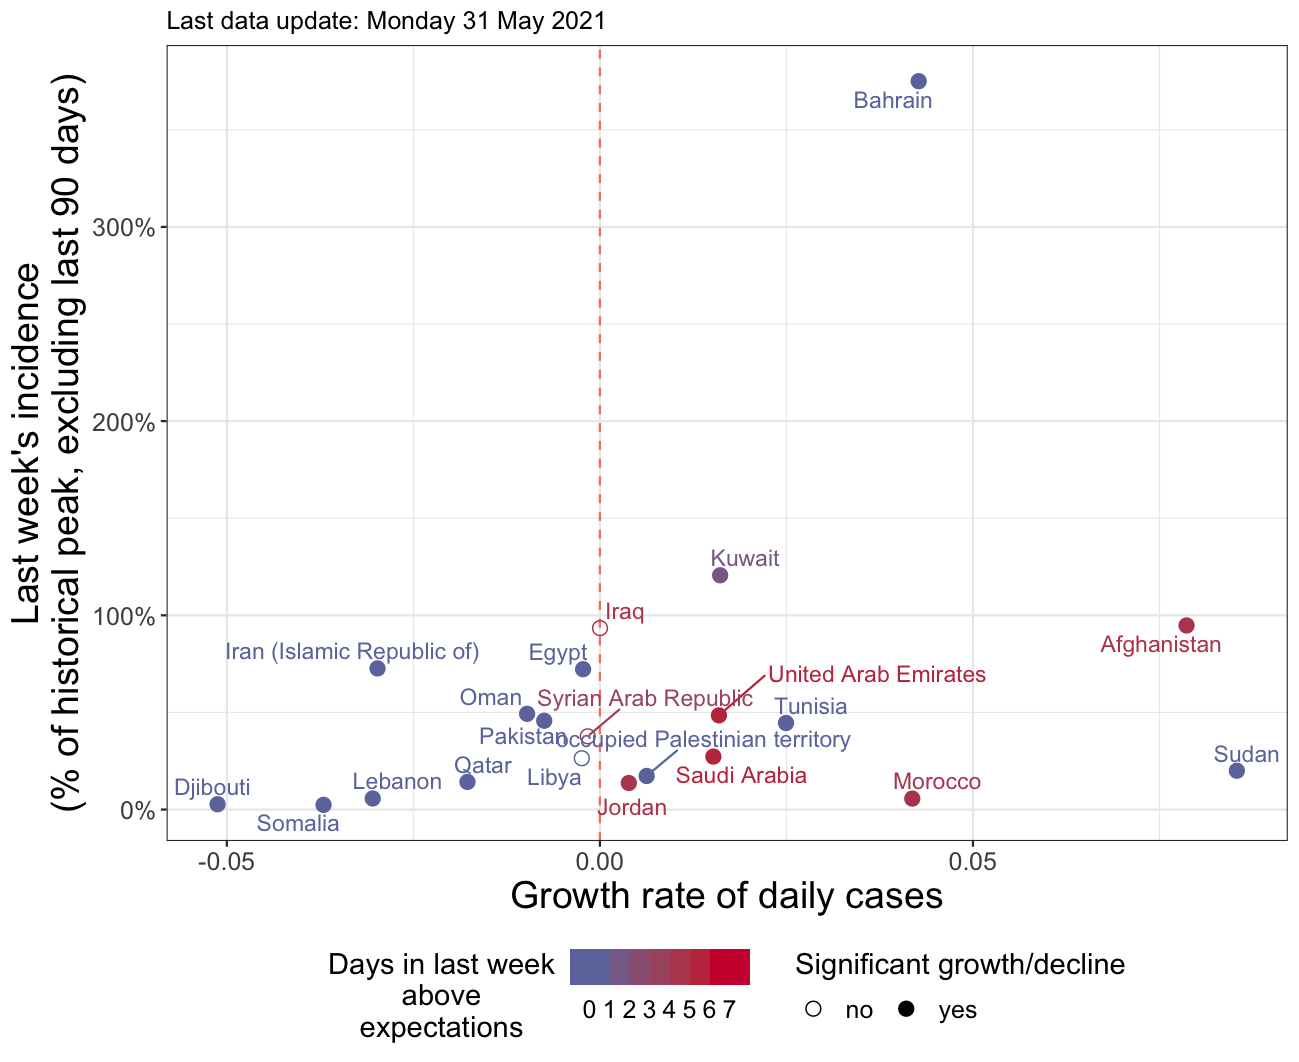 Last data update: Monday 31 May 2021
Last week's incidence
(% of historical peak, excluding last 90 days)
300%
200%
100%
0%
Bahrain
Kuwait
Iraq
Afghanistan
Iran (Islamic Republic of)
Egypt
United Arab Emirates
Oman
Syrian Arab Republic
Tunisia
Pakistan
occupied Palestinian territory
Sudan
Qatar
Libya
Saudi Arabia
Djibouti
Lebanon
Morocco
Jordan
Somalia
-0.05
0.00
0.05
Growth rate of daily cases
Days in last week
above
expectations
0 1 2 3 4 5 6 7
Significant growth/decline
no
yes